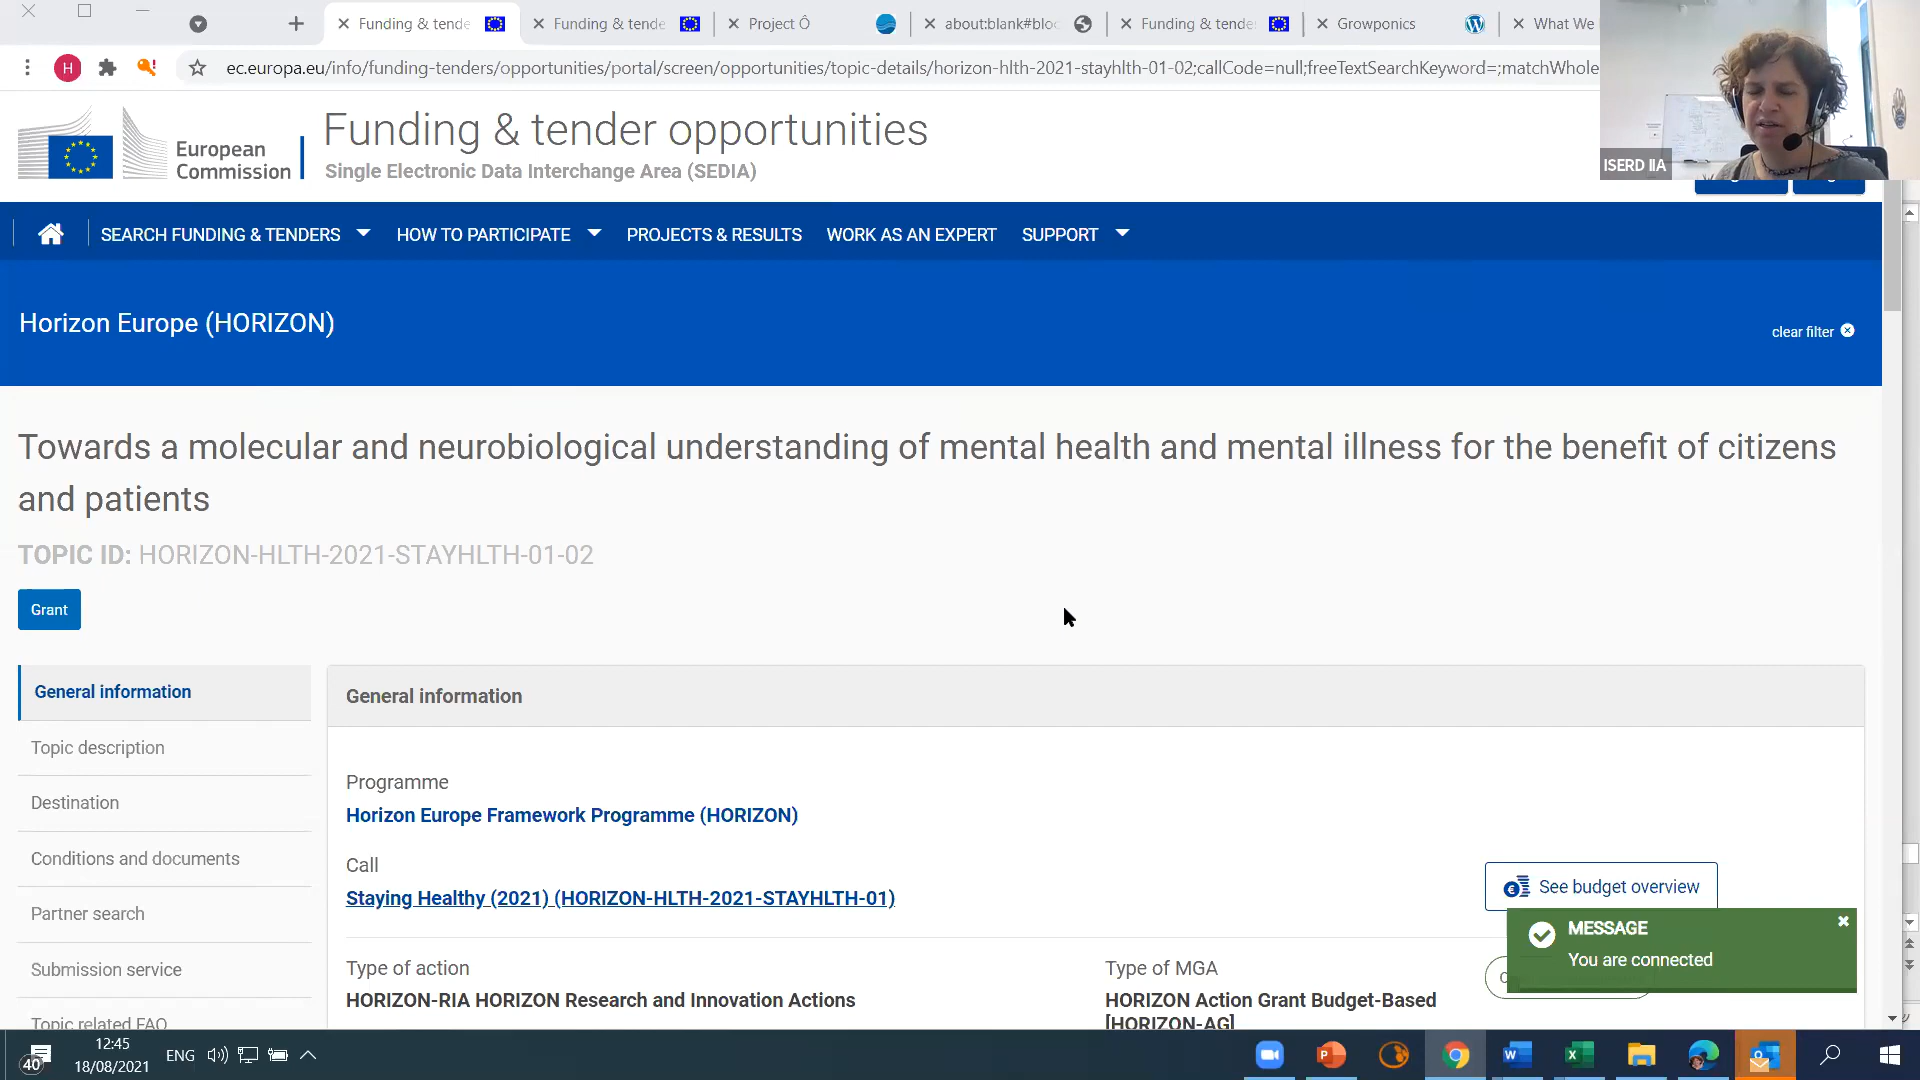 Funding & tende
Funding & tende
Project Ô
about:blank#bloc
Funding & tende
Growponics
What We
H
ec.europa.eu/info/funding-tenders/opportunities/portal/screen/opportunities/topic-details/horizon-hlth-2021-stayhlth-01-02;callCode=null;freeTextSearchKeyword=;matchWhole
ISERD IIA
European
Commission
Funding & tender opportunities
Single Electronic Data Interchange Area (SEDIA)
SEARCH FUNDING & TENDERS
HOW TO PARTICIPATE
PROJECTS & RESULTS
WORK AS AN EXPERT
SUPPORT
Horizon Europe (HORIZON)
clear filter
Towards a molecular and neurobiological understanding of mental health and mental illness for the benefit of citizens
and patients
TOPIC ID: HORIZON-HLTH-2021-STAYHLTH-01-02
Grant
General information
Topic description
Destination
Conditions and documents
Partner search
Submission service
Topic related FAQ
General information
Programme
Horizon Europe Framework Programme (HORIZON)
Call
Staying Healthy (2021) (HORIZON-HLTH-2021-STAYHLTH-01)
See budget overview
Type of action
HORIZON-RIA HORIZON Research and Innovation Actions
Type of MGA
HORIZON Action Grant Budget-Based
[HORIZON-AG]
MESSAGE
You are connected
40
12:45
18/08/2021
ENG